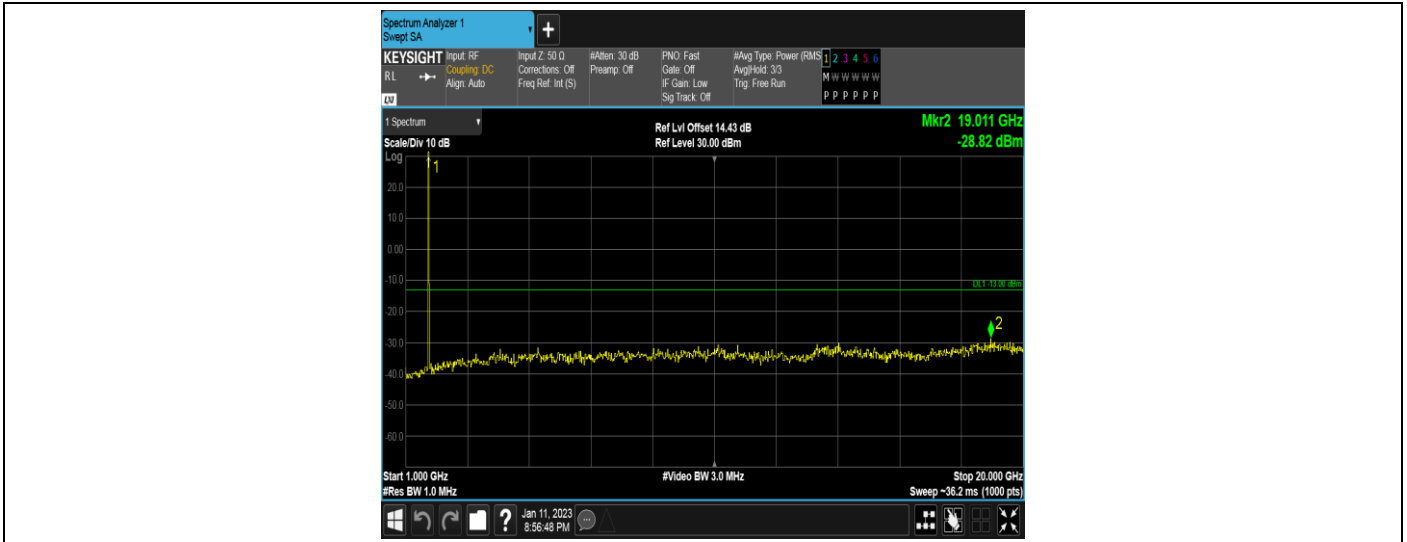 Spectrum Analyzer 1
Swept SA
+
KEYSIGHT
RL
LXI
Input: RF
Coupling: DC
Align: Auto
Input Z: 50 Ω
Corrections: Off
Freq Ref: Int (S)
#Atten: 30 dB
Preamp: Off
PNO: Fast
Gate: Off
IF Gain: Low
Sig Track: Off
#Avg Type: Power (RMS
Avg|Hold: 3/3
Trig: Free Run
1 2 3 4 5 6
M W W W W W
P P P P P P
1 Spectrum
Scale/Div 10 dB
Ref Lvl Offset 14.43 dB
Ref Level 30.00 dBm
Mkr2 19.011 GHz
-28.82 dBm
Log
1
20.0
10.0
0.00
-10.0
DL1 -13.00 dBm
-20.0
2
-30.0
-40.0
-50.0
-60.0
Start 1.000 GHz
#Video BW 3.0 MHz
Stop 20.000 GHz
#Res BW 1.0 MHz
Sweep ~36.2 ms (1000 pts)
?
Jan 11, 2023
8:56:48 PM